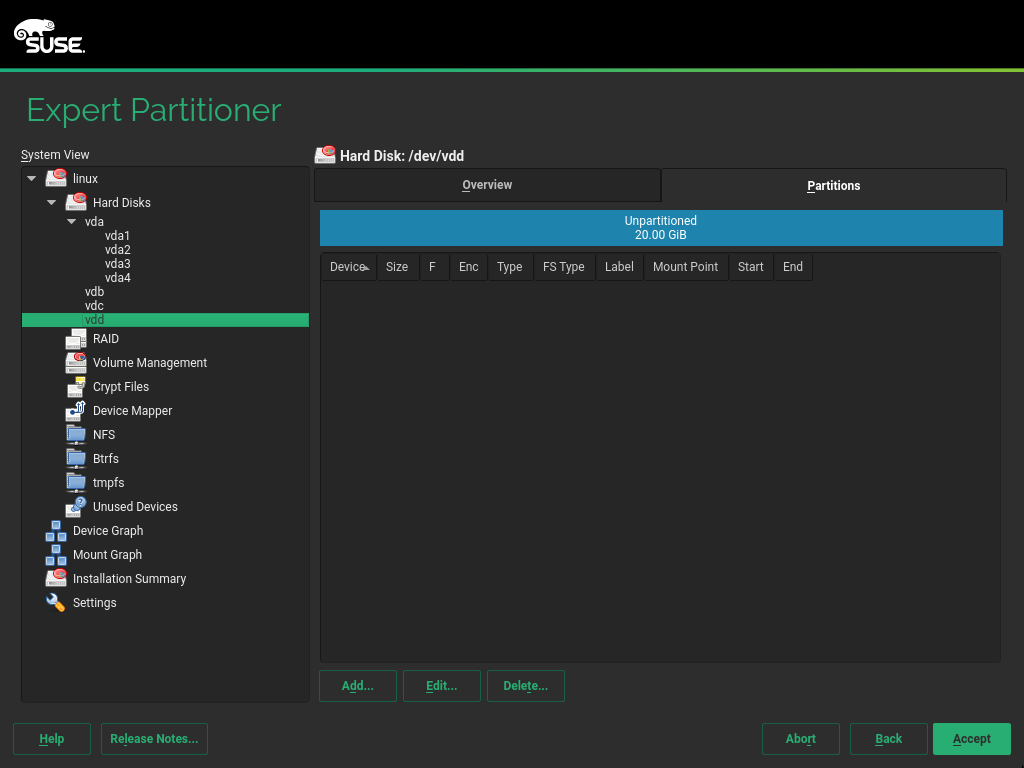 SUSE.
Expert Partitioner
System View
linux
Hard Disks
vda
vda1
vda2
vda3
vda4
vdb
vdc
vdd
RAID
Volume Management
Crypt Files
Device Mapper
NFS
Btrfs
tmpfs
Unused Devices
Device Graph
Mount Graph
Installation Summary
Settings
Hard Disk: /dev/vdd
Overview Partitions
Unpartitioned
20.00 GiB
Device Size F Enc Type FS Type Label Mount Point Start End
Add... Edit... Delete...
Help Release Notes... Abort Back Accept